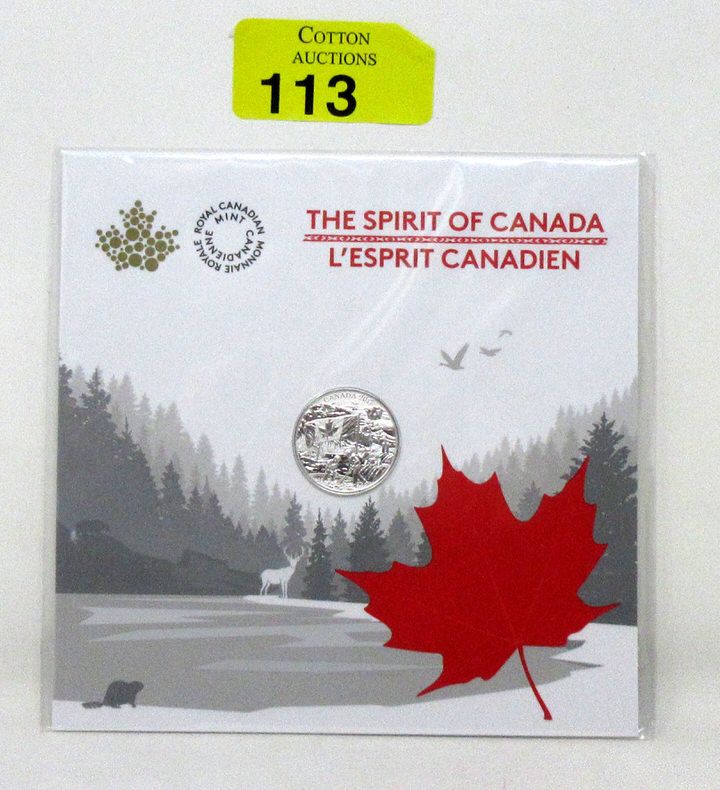 COTTON
AUCTIONS
113
ROYAL CANADIAN MINT
MONNAIE ROYALE CANADIENNE
THE SPIRIT OF CANADA
L'ESPRIT CANADIEN
CANADA